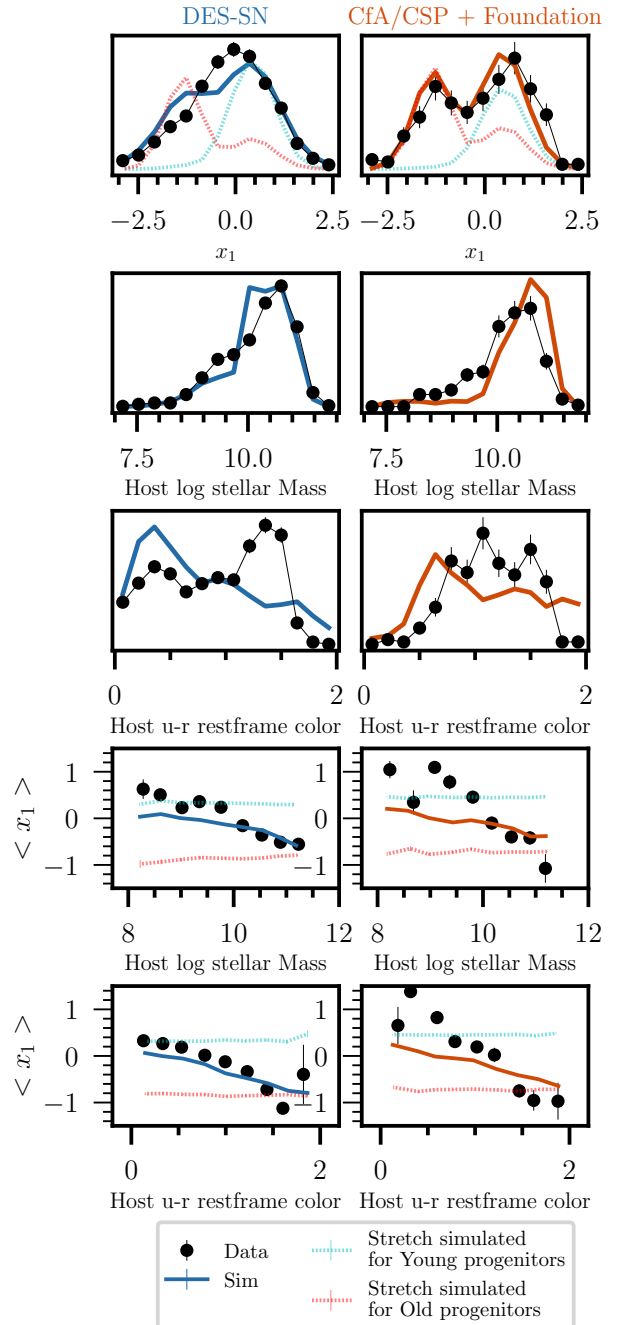 DES-SN
CfA/CSP + Foundation
−2.5 0.0 2.5
−2.5 0.0 2.5
x1
x1
7.5 10.0
7.5 10.0
Host log stellar Mass
Host log stellar Mass
0 2
0 2
Host u-r restframe color
Host u-r restframe color
< x1 >
1
0
−1
1
0
−1
8 10 12
8 10 12
Host log stellar Mass
Host log stellar Mass
< x1 >
1
0
−1
1
0
−1
0 2
0 2
Host u-r restframe color
Host u-r restframe color
Data
Sim
Stretch simulated
for Young progenitors
Stretch simulated
for Old progenitors